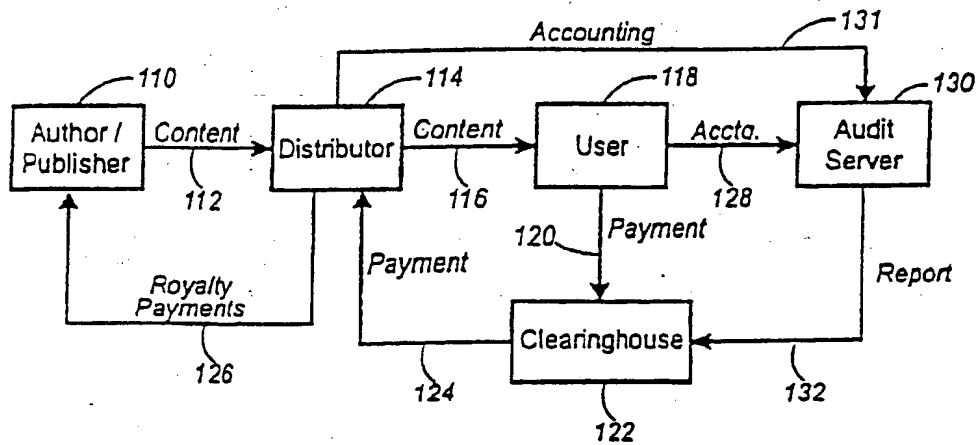 Accounting
131
110
114
118
130
Author /
Publisher
Content
112
Distributor
Content
116
User
Accta.
128
Audit
Server
120
Payment
Payment
Report
Royalty
Payments
126
124
Clearinghouse
132
122